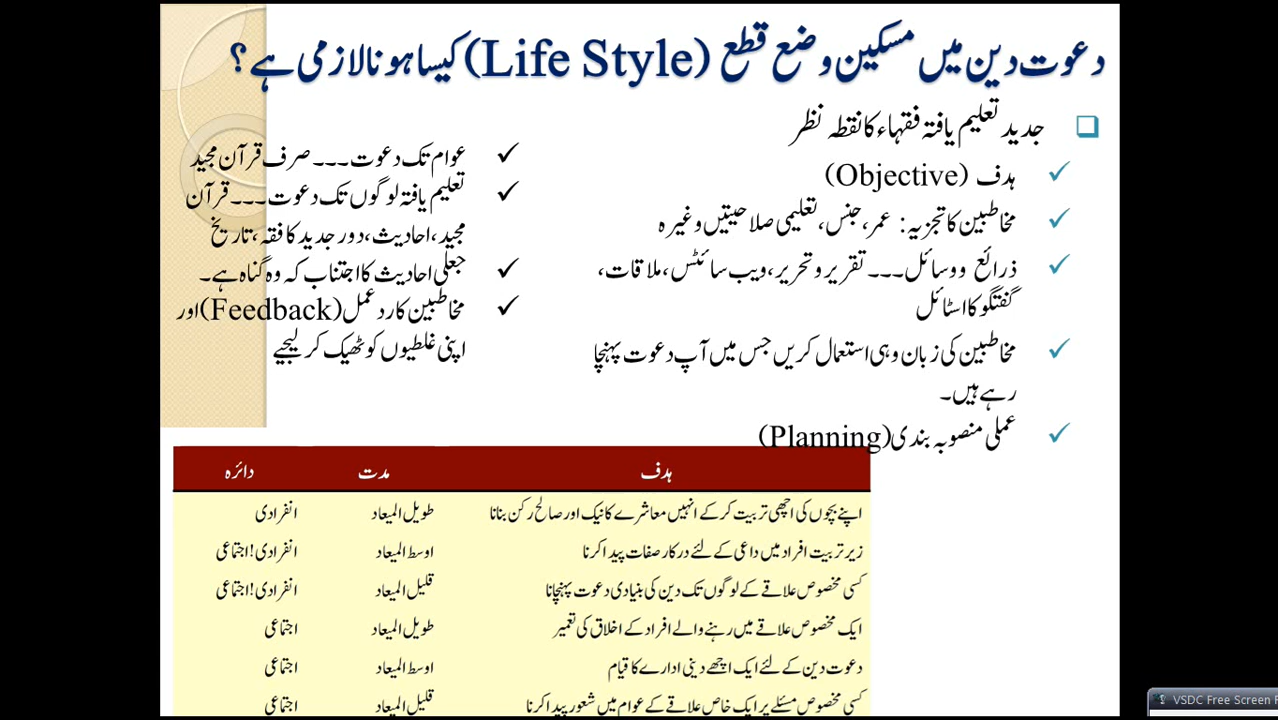 دعوت دین میں مسکین وضع قطع (Life Style) کیسا ہونا لازمی ہے؟
جدید تعلیم یافتہ فقہاء کا نقطہ نظر
ہدف (Objective)
مخاطبین کا تجزیہ: عمر، جنس، تعلیمی صلاحیتیں وغیرہ
ذرائع و وسائل۔۔۔ تقریر و تحریر، ویب سائٹس، ملاقات،
گفتگو کا اسٹائل
مخاطبین کی زبان وہی استعمال کریں جس میں آپ دعوت پہنچا
رہے ہیں۔
عملی منصوبہ بندی (Planning)
عوام تک دعوت۔۔۔ صرف قرآن مجید
تعلیم یافتہ لوگوں تک دعوت۔۔۔ قرآن
مجید، احادیث، دور جدید کا فقہ، تاریخ
جعلی احادیث کا اجتناب کہ وہ گناہ ہے۔
مخاطبین کا رد عمل (Feedback) اور
اپنی غلطیوں کو ٹھیک کر لیجیے
ہدف مدت دائرہ
اپنے بچوں کی اچھی تربیت کر کے انہیں معاشرے کا نیک اور صالح رکن بنانا طویل المیعاد انفرادی
زیر تربیت افراد میں داعی کے لئے درکار صفات پیدا کرنا اوسط المیعاد انفرادی! اجتماعی
کسی مخصوص علاقے کے لوگوں تک دین کی بنیادی دعوت پہنچانا قلیل المیعاد انفرادی! اجتماعی
ایک مخصوص علاقے میں رہنے والے افراد کے اخلاق کی تعمیر طویل المیعاد اجتماعی
دعوت دین کے لئے ایک اچھے دینی ادارے کا قیام اوسط المیعاد اجتماعی
کسی مخصوص مسئلے پر ایک خاص علاقے کے عوام میں شعور پیدا کرنا قلیل المیعاد اجتماعی
VSDC Free Screen